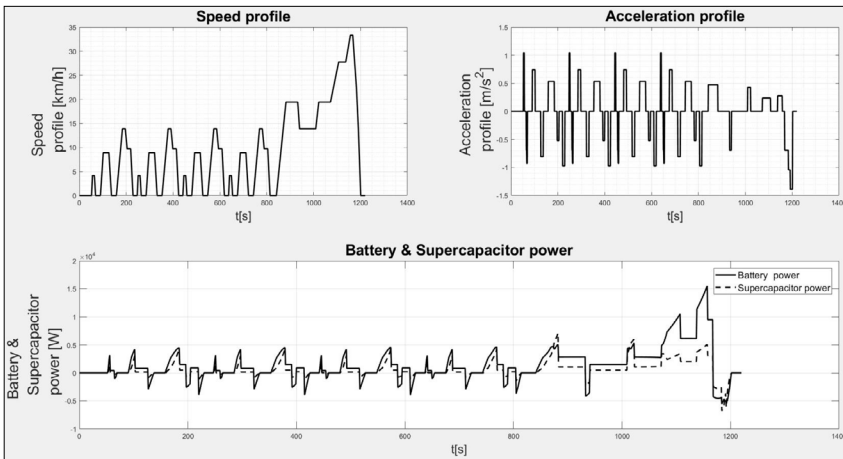 Speed profile
Speed
profile [km/h]
35
30
25
20
15
10
5
0
0 200 400 600 800 1000 1200 1400
t[s]
Acceleration profile
Acceleration
profile [m/s²]
1.5
1
0.5
0
-0.5
-1
-1.5
0 200 400 600 800 1000 1200 1400
t[s]
Battery & Supercapacitor power
×10⁴
Battery &
Supercapacitor
power [W]
2
1.5
1
0.5
0
-0.5
-1
0 200 400 600 800 1000 1200 1400
t[s]
Battery power
Supercapacitor power